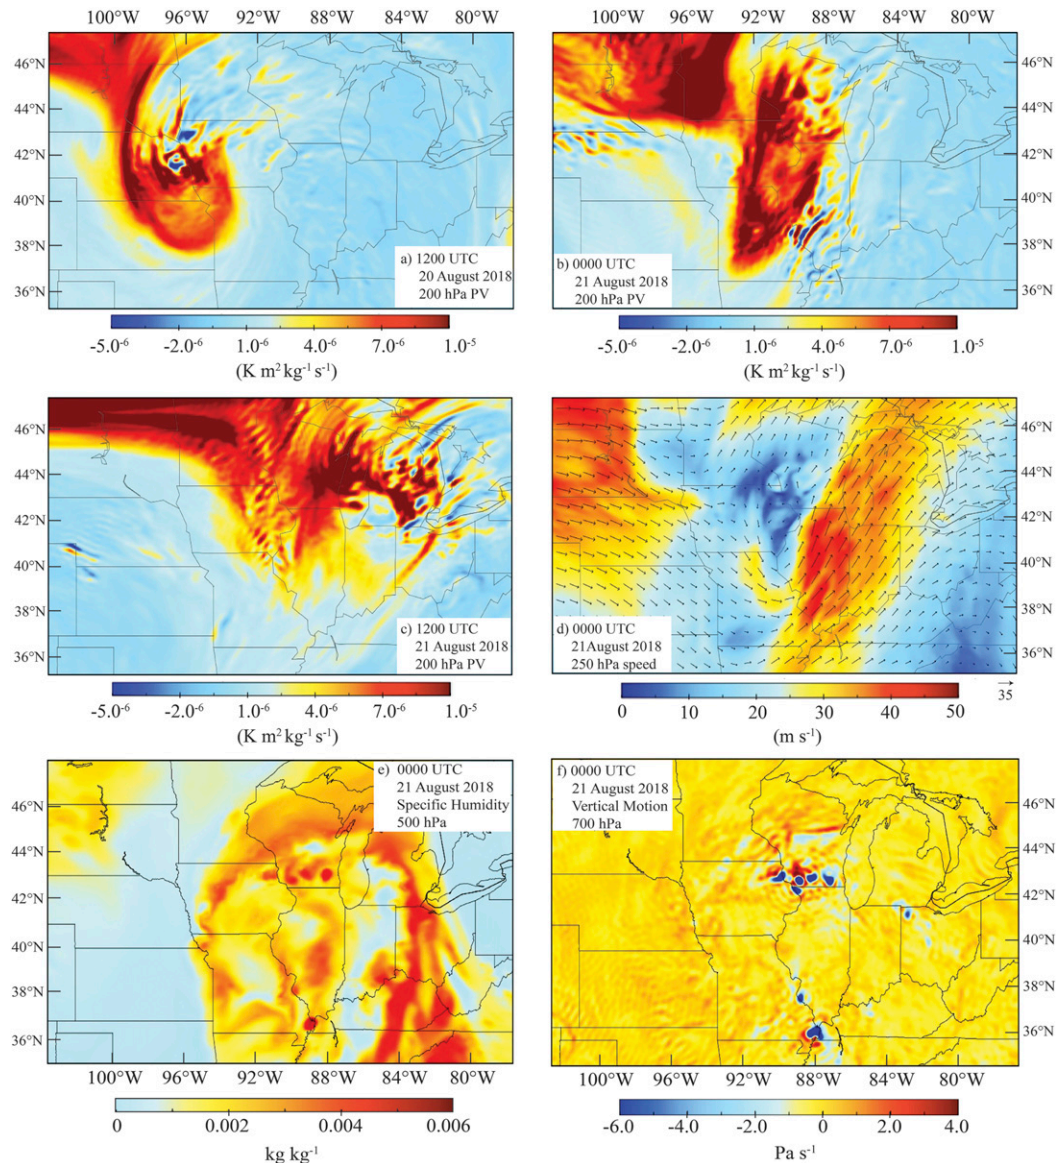 100°W 96°W 92°W 88°W 84°W 80°W
46°N
44°N
42°N
40°N
38°N
36°N
a) 1200 UTC
20 August 2018
200 hPa PV
-5.0⁻⁶ -2.0⁻⁶ 1.0⁻⁶ 4.0⁻⁶ 7.0⁻⁶ 1.0⁻⁵
(K m² kg⁻¹ s⁻¹)
100°W 96°W 92°W 88°W 84°W 80°W
46°N
44°N
42°N
40°N
38°N
36°N
b) 0000 UTC
21 August 2018
200 hPa PV
-5.0⁻⁶ -2.0⁻⁶ 1.0⁻⁶ 4.0⁻⁶ 7.0⁻⁶ 1.0⁻⁵
(K m² kg⁻¹ s⁻¹)
46°N
44°N
42°N
40°N
38°N
36°N
c) 1200 UTC
21 August 2018
200 hPa PV
-5.0⁻⁶ -2.0⁻⁶ 1.0⁻⁶ 4.0⁻⁶ 7.0⁻⁶ 1.0⁻⁵
(K m² kg⁻¹ s⁻¹)
46°N
44°N
42°N
40°N
38°N
36°N
d) 0000 UTC
21August 2018
250 hPa speed
35
0 10 20 30 40 50
(m s⁻¹)
46°N
44°N
42°N
40°N
38°N
36°N
e) 0000 UTC
21 August 2018
Specific Humidity
500 hPa
100°W 96°W 92°W 88°W 84°W 80°W
0 0.002 0.004 0.006
kg kg⁻¹
46°N
44°N
42°N
40°N
38°N
36°N
f) 0000 UTC
21 August 2018
Vertical Motion
700 hPa
100°W 96°W 92°W 88°W 84°W 80°W
-6.0 -4.0 -2.0 0 2.0 4.0
Pa s⁻¹